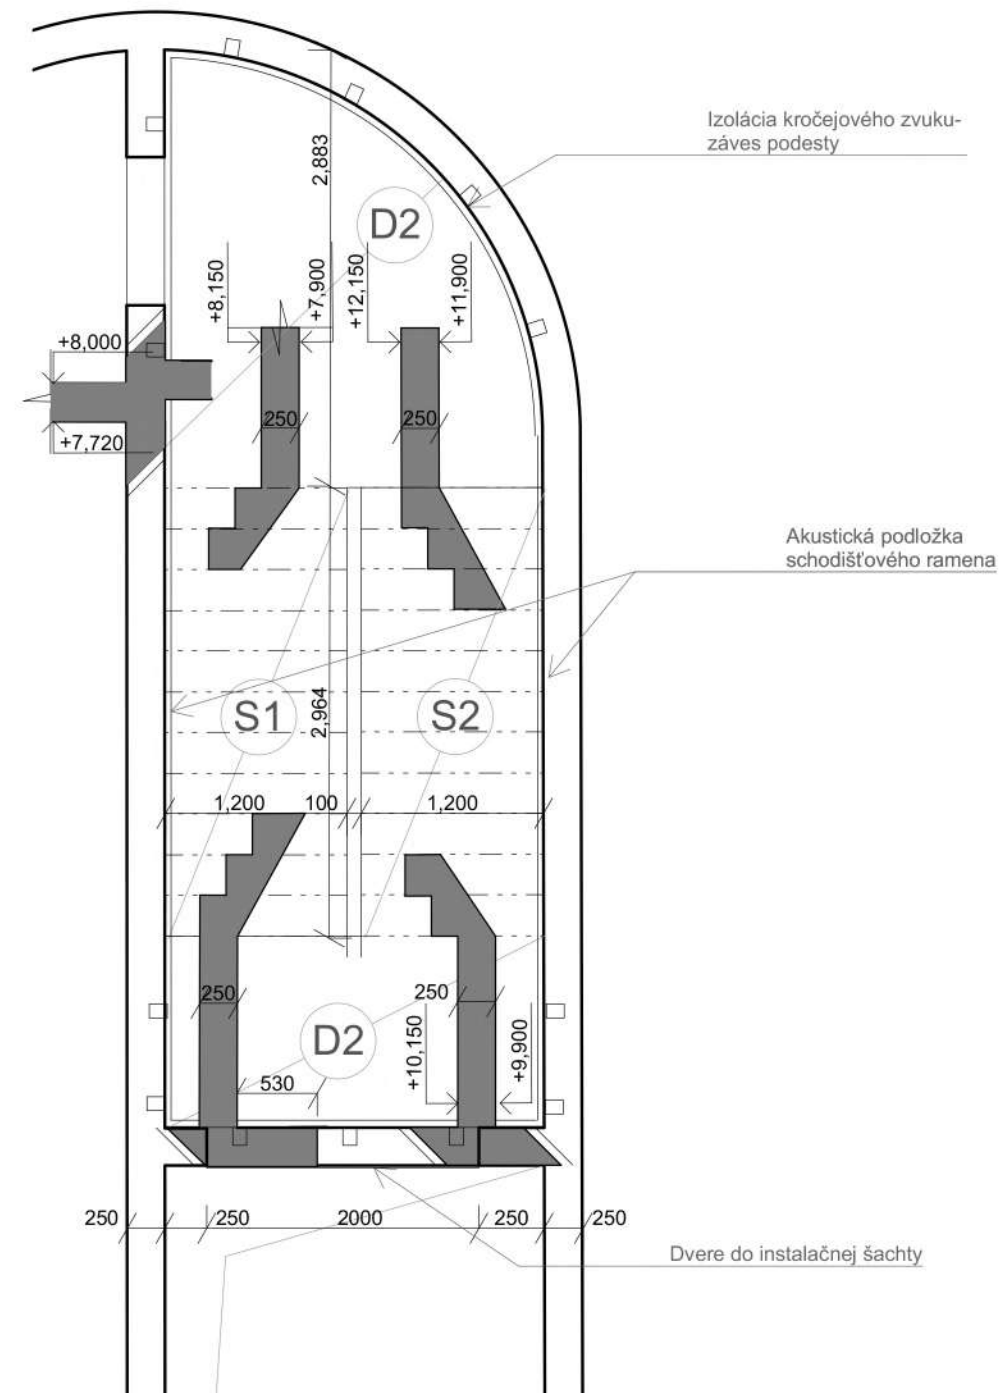 Izolácia kročejového zvuku-
záves podesty
2,883
D2
+8,150
+7,900
+12,150
+11,900
+8,000
+7,720
250
250
Akustická podložka
schodišťového ramena
S1
2,964
S2
1,200
100
1,200
250
250
D2
+10,150
+9,900
530
250
250
2000
250
250
Dvere do instalačnej šachty